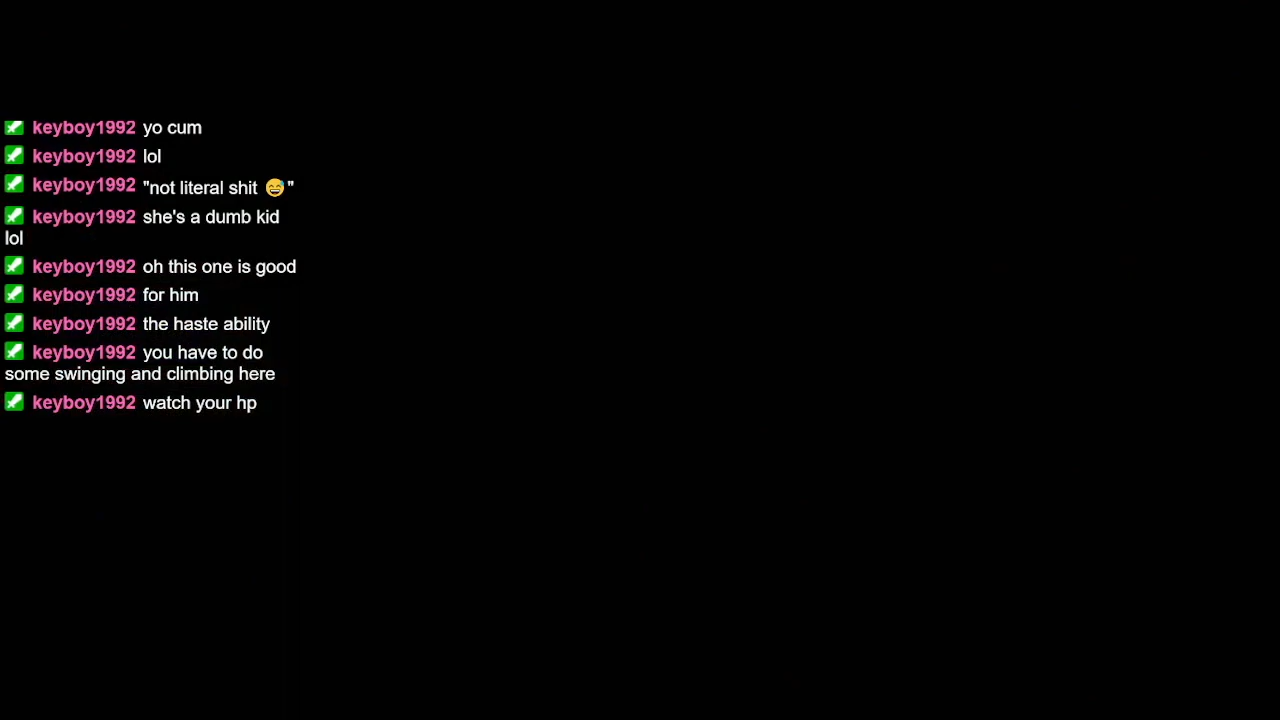 keyboy1992 yo cum
keyboy1992 lol
keyboy1992 "not literal shit 😅"
keyboy1992 she's a dumb kid
lol
keyboy1992 oh this one is good
keyboy1992 for him
keyboy1992 the haste ability
keyboy1992 you have to do
some swinging and climbing here
keyboy1992 watch your hp